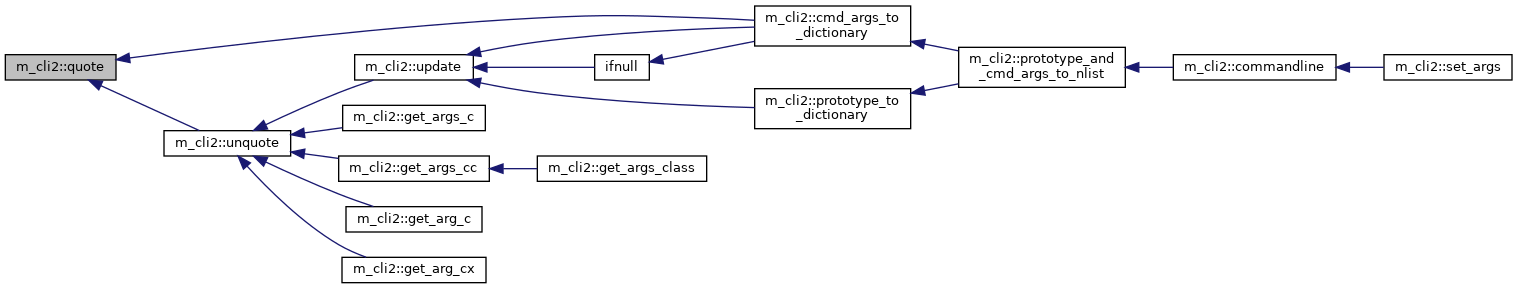 m_cli2::quote
m_cli2::unquote
m_cli2::update
m_cli2::get_args_c
m_cli2::get_args_cc
m_cli2::get_arg_c
m_cli2::get_arg_cx
ifnull
m_cli2::get_args_class
m_cli2::cmd_args_to
_dictionary
m_cli2::prototype_to
_dictionary
m_cli2::prototype_and
_cmd_args_to_nlist
m_cli2::commandline
m_cli2::set_args